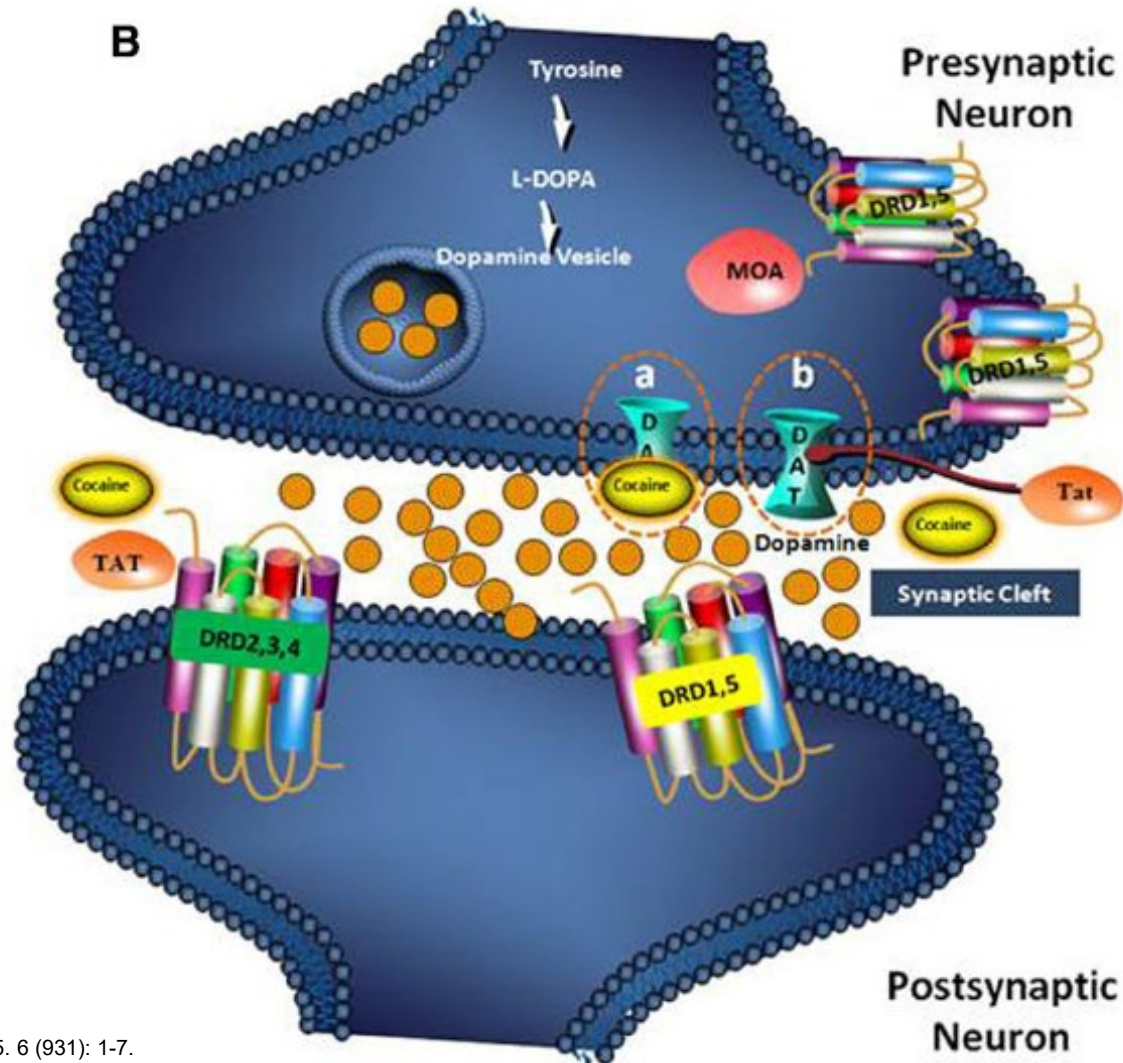 B
Presynaptic
Neuron
Tyrosine
L-DOPA
Dopamine Vesicle
DRD1,5
MOA
DRD1,5
a
b
D
A
D
A
T
Cocaine
Cocaine
Tat
Cocaine
TAT
Dopamine
Synaptic Cleft
DRD2,3,4
DRD1,5
Postsynaptic
Neuron
5. 6 (931): 1-7.